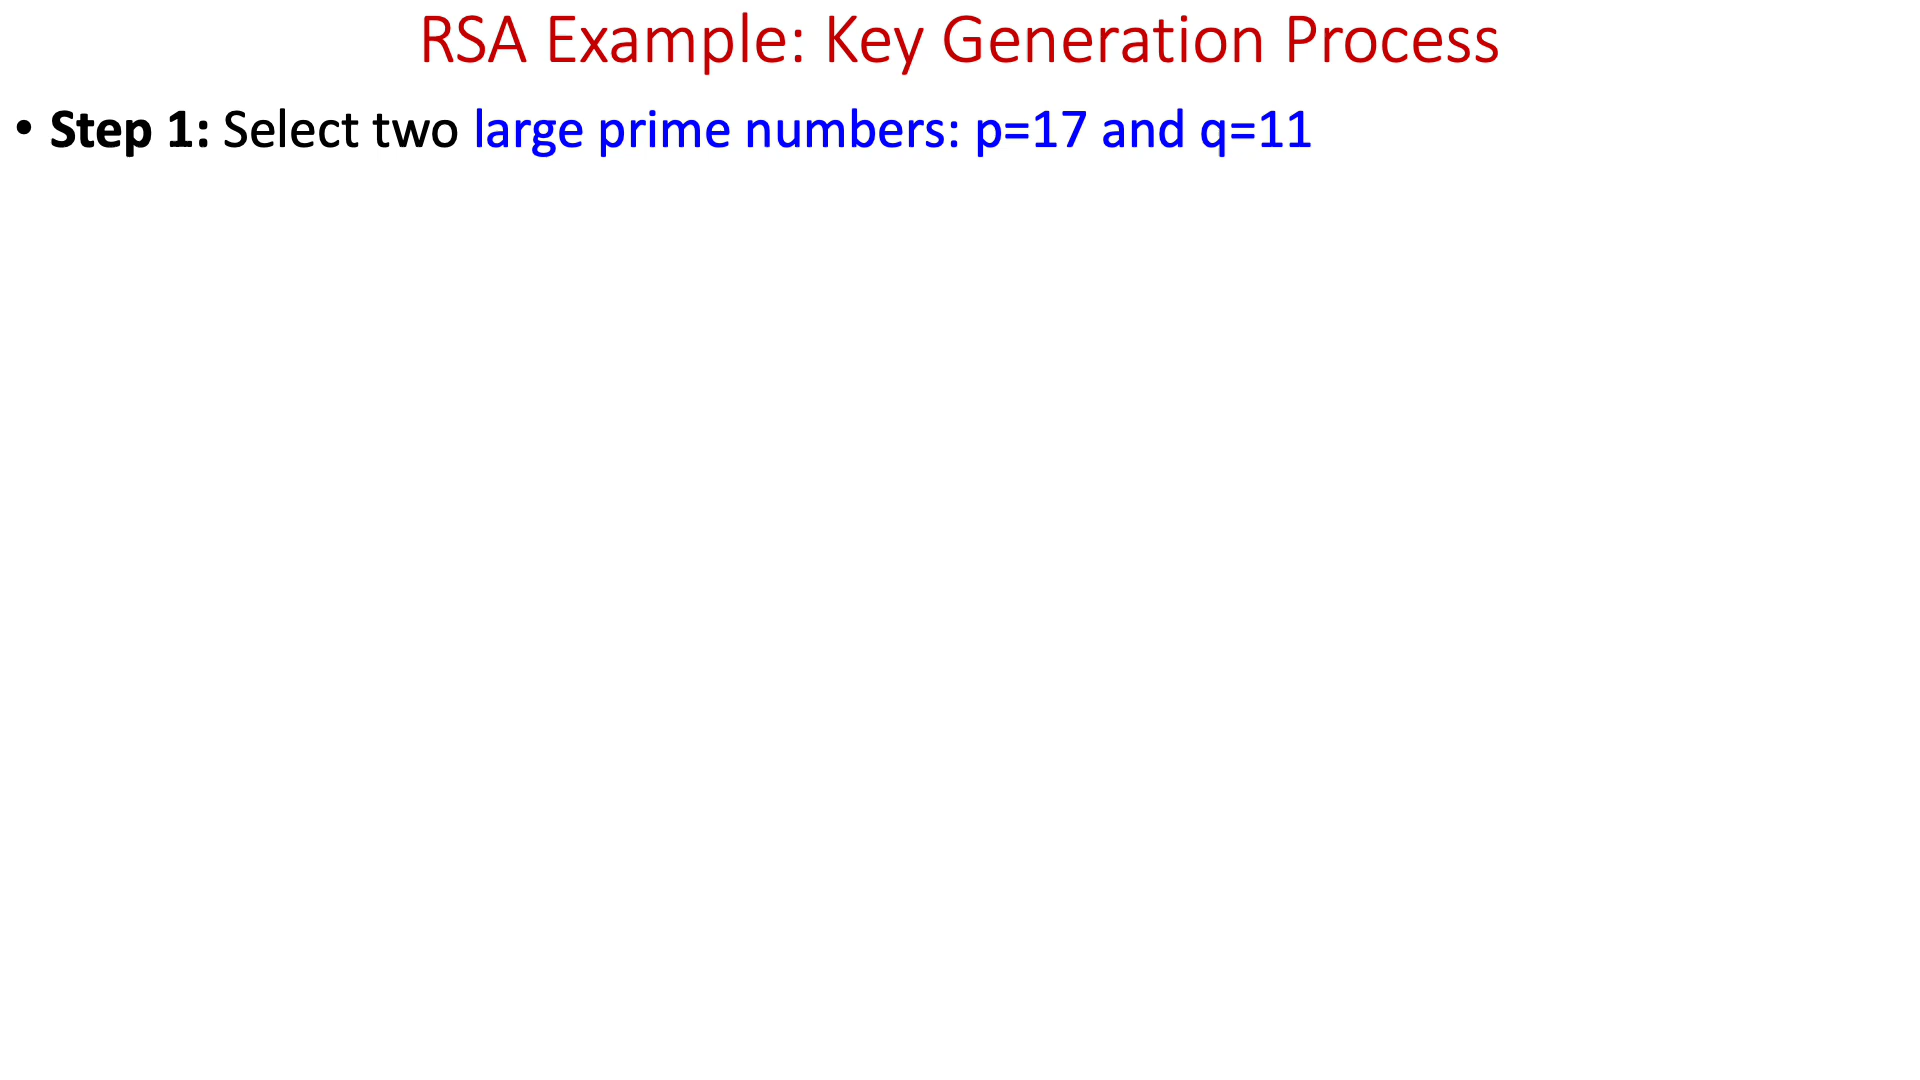 RSA Example: Key Generation Process
• Step 1: Select two large prime numbers: p=17 and q=11